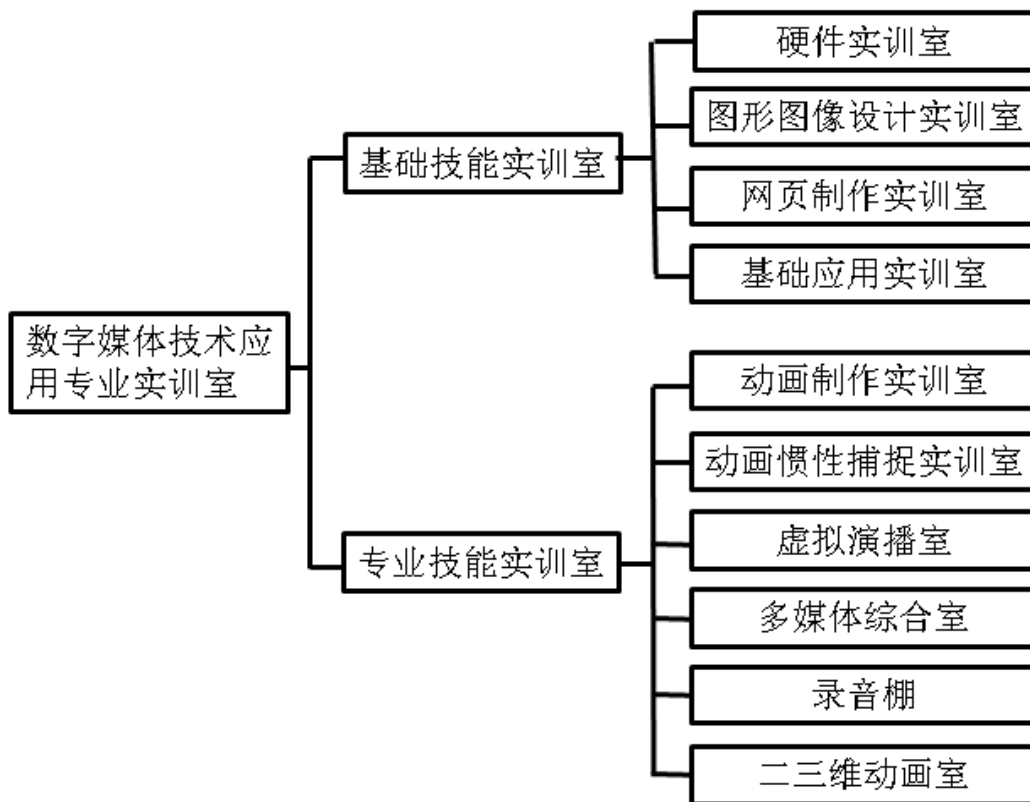 硬件实训室
图形图像设计实训室
基础技能实训室
网页制作实训室
基础应用实训室
数字媒体技术应
用专业实训室
动画制作实训室
动画惯性捕捉实训室
虚拟演播室
专业技能实训室
多媒体综合室
录音棚
二三维动画室